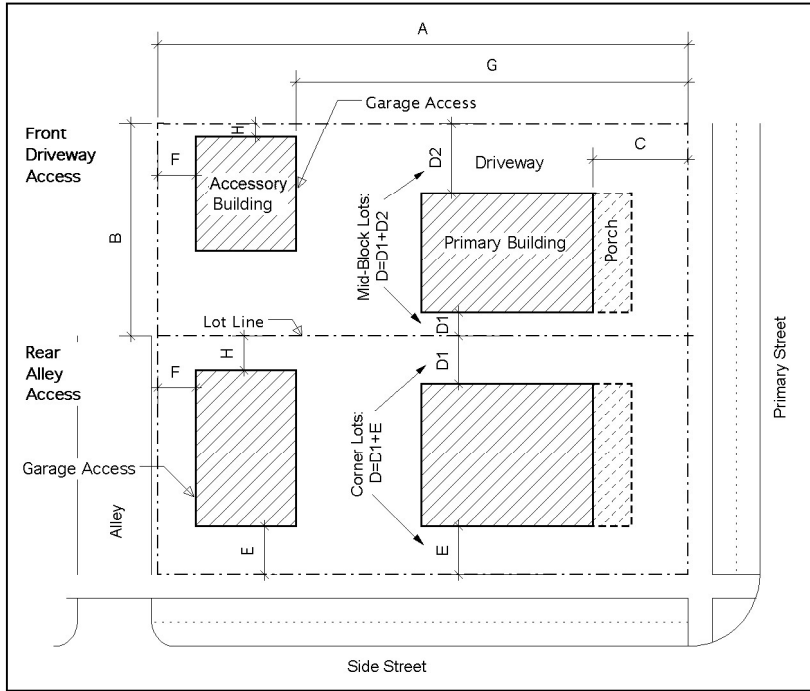 A
G
Garage Access
Front
Driveway
Access
H
F
D2
Driveway
C
Accessory
Building
B
Mid-Block Lots:
D=D1+D2
Primary Building
Porch
Lot Line
D1
Rear
Alley
Access
H
F
D1
Primary Street
Corner Lots:
D=D1+E
Garage Access
Alley
E
E
Side Street